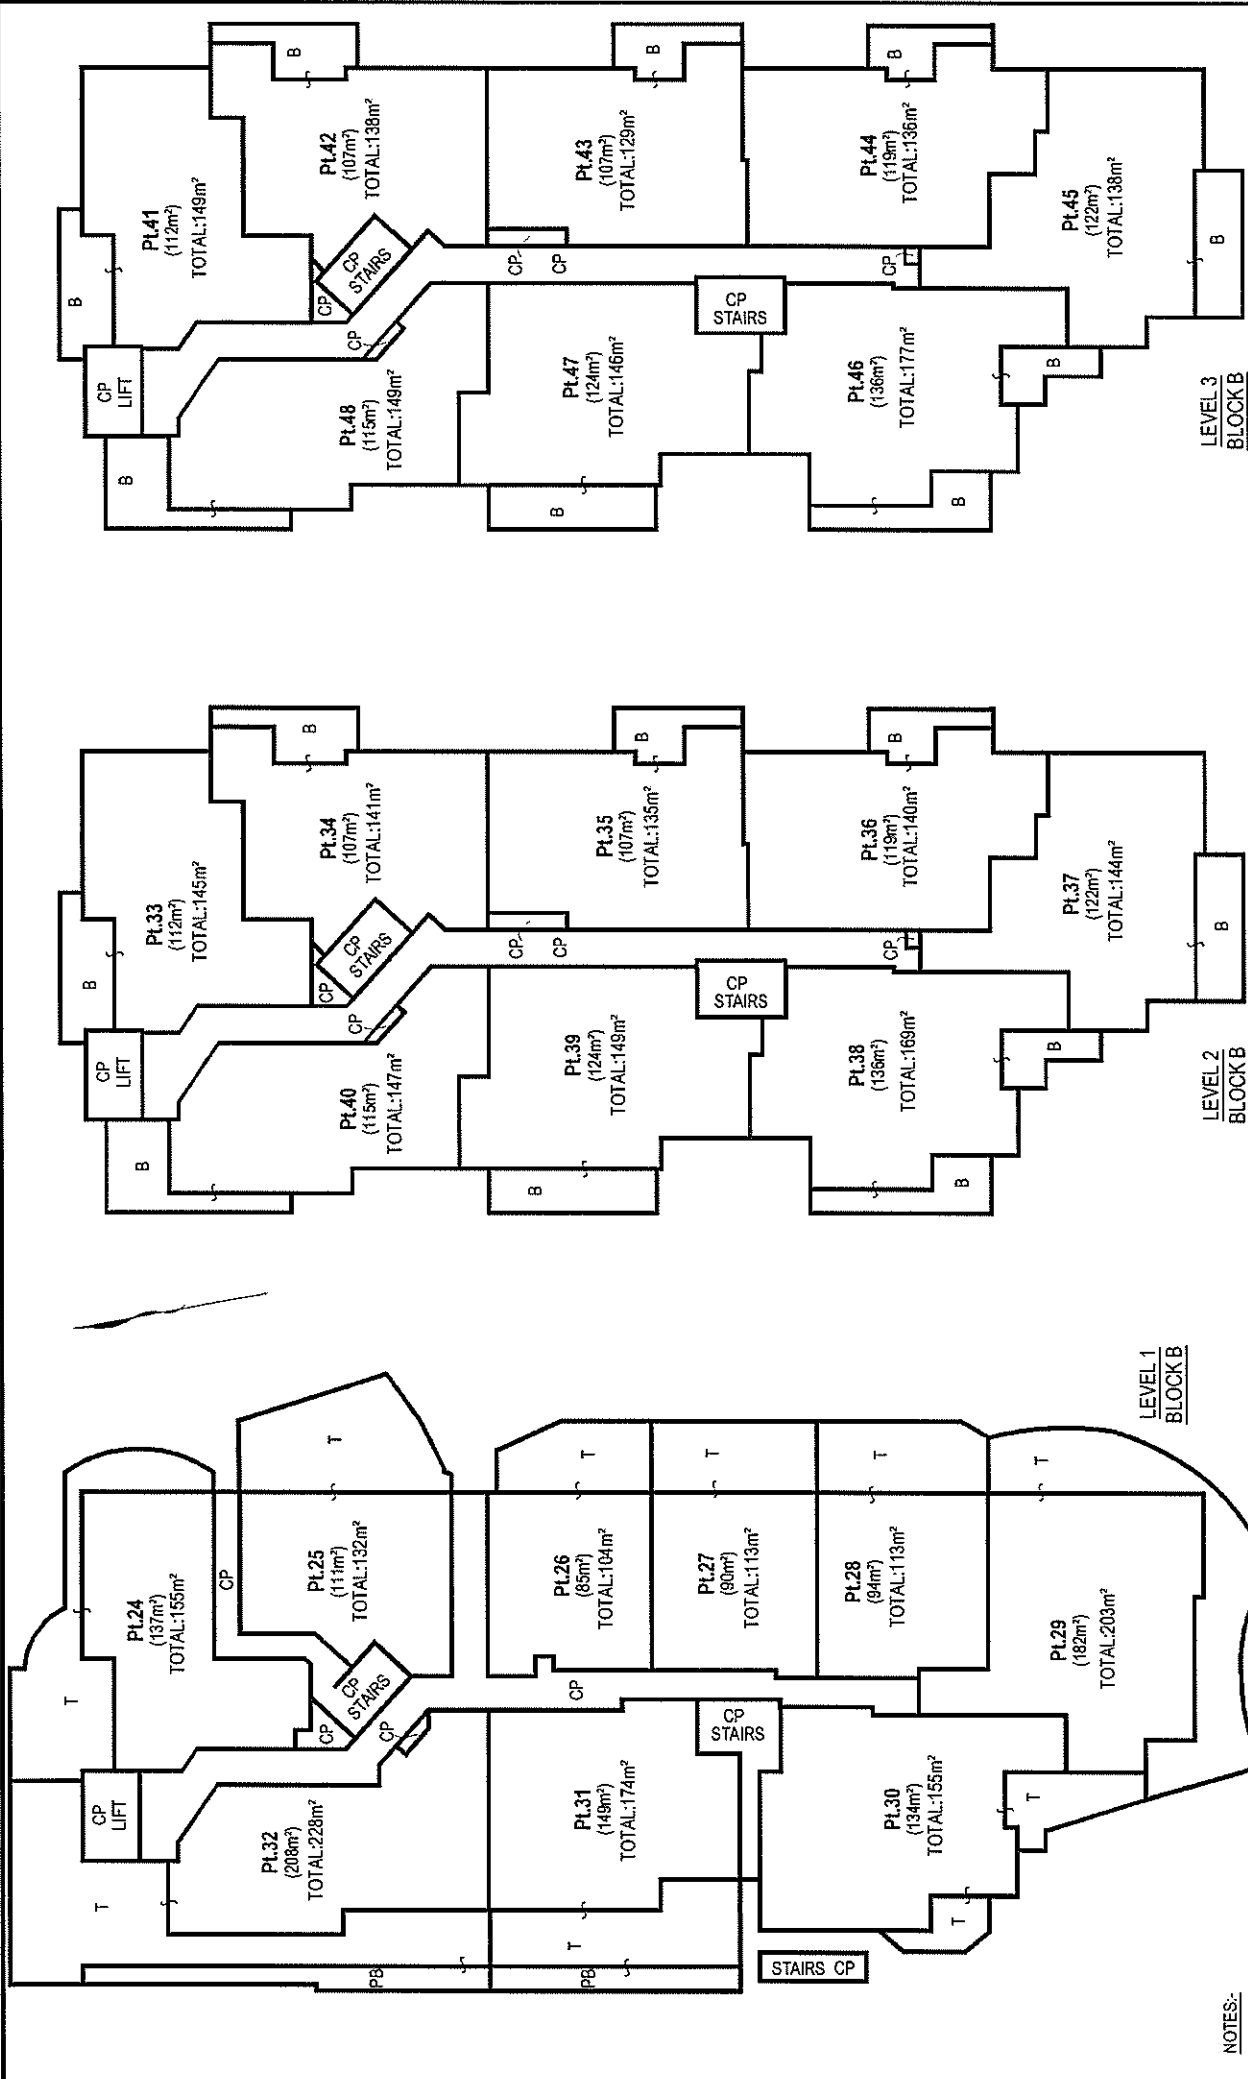 B
Pt.41
(112m²)
TOTAL:149m²
B
Pt.42
(107m²)
TOTAL:138m²
B
Pt.43
(107m²)
TOTAL:129m²
B
Pt.44
(119m²)
TOTAL:136m²
Pt.45
(122m²)
TOTAL:138m²
B
CP
LIFT
CP
CP
STAIRS
CP
CP
CP
CP
STAIRS
CP
B
Pt.48
(115m²)
TOTAL:149m²
Pt.47
(124m²)
TOTAL:146m²
B
Pt.46
(136m²)
TOTAL:177m²
B
B
LEVEL 3
BLOCK B
B
Pt.33
(112m²)
TOTAL:145m²
B
Pt.34
(107m²)
TOTAL:141m²
B
Pt.35
(107m²)
TOTAL:135m²
B
Pt.36
(119m²)
TOTAL:140m²
Pt.37
(122m²)
TOTAL:144m²
B
CP
LIFT
CP
CP
STAIRS
CP
CP
CP
CP
STAIRS
CP
B
Pt.40
(115m²)
TOTAL:147m²
Pt.39
(124m²)
TOTAL:149m²
B
Pt.38
(136m²)
TOTAL:169m²
B
B
LEVEL 2
BLOCK B
Pt.24
(137m²)
TOTAL:155m²
T
CP
T
Pt.25
(111m²)
TOTAL:132m²
T
Pt.26
(85m²)
TOTAL:104m²
T
Pt.27
(90m²)
TOTAL:113m²
T
Pt.28
(94m²)
TOTAL:113m²
T
Pt.29
(182m²)
TOTAL:203m²
CP
LIFT
CP
CP
STAIRS
CP
CP
CP
STAIRS
T
Pt.32
(208m²)
TOTAL:228m²
Pt.31
(149m²)
TOTAL:174m²
T
Pt.30
(134m²)
TOTAL:155m²
T
T
PB
PB
STAIRS CP
LEVEL 1
BLOCK B
NOTES:-